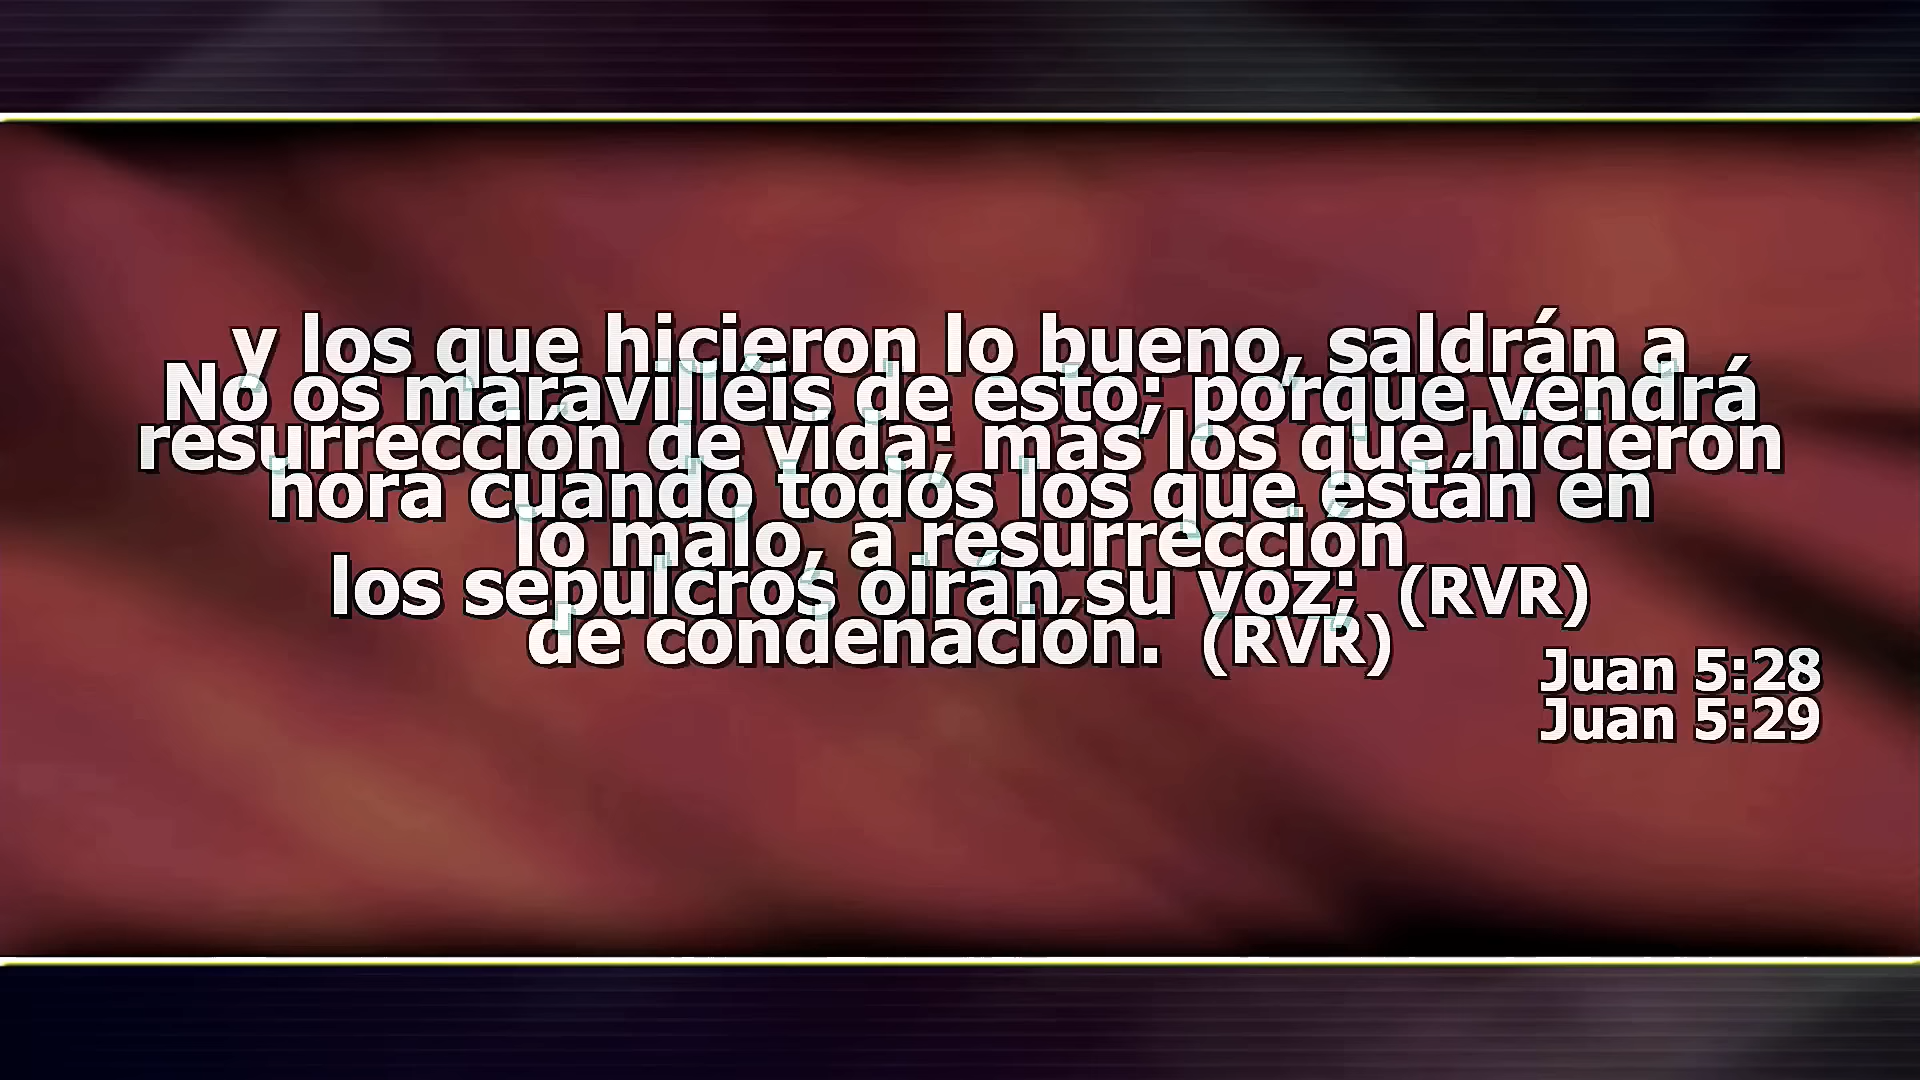 y los que hicieron lo bueno, saldrán a
No os maravilléis de esto; porque vendrá
resurrección de vida; mas los que hicieron
hora cuando todos los que están en
lo malo, a resurrección
los sepulcros oirán su voz; (RVR)
de condenación. (RVR)
Juan 5:28
Juan 5:29